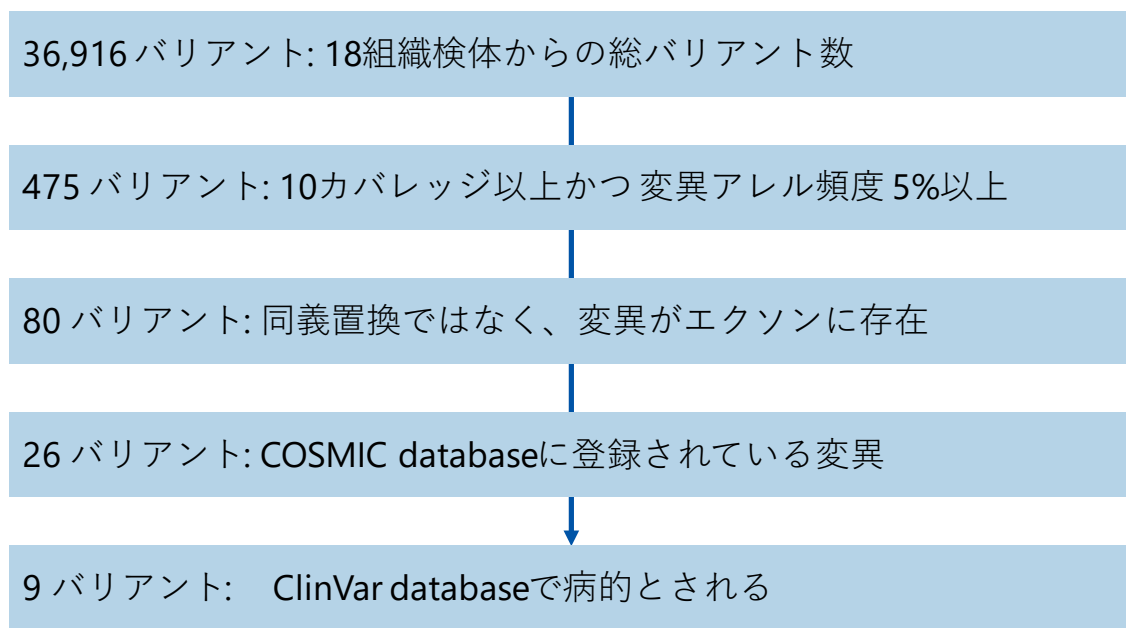 36,916 バリアント: 18組織検体からの総バリアント数
475 バリアント: 10カバレッジ以上かつ 変異アレル頻度 5%以上
80 バリアント: 同義置換ではなく、変異がエクソンに存在
26 バリアント: COSMIC databaseに登録されている変異
9 バリアント:　ClinVar databaseで病的とされる